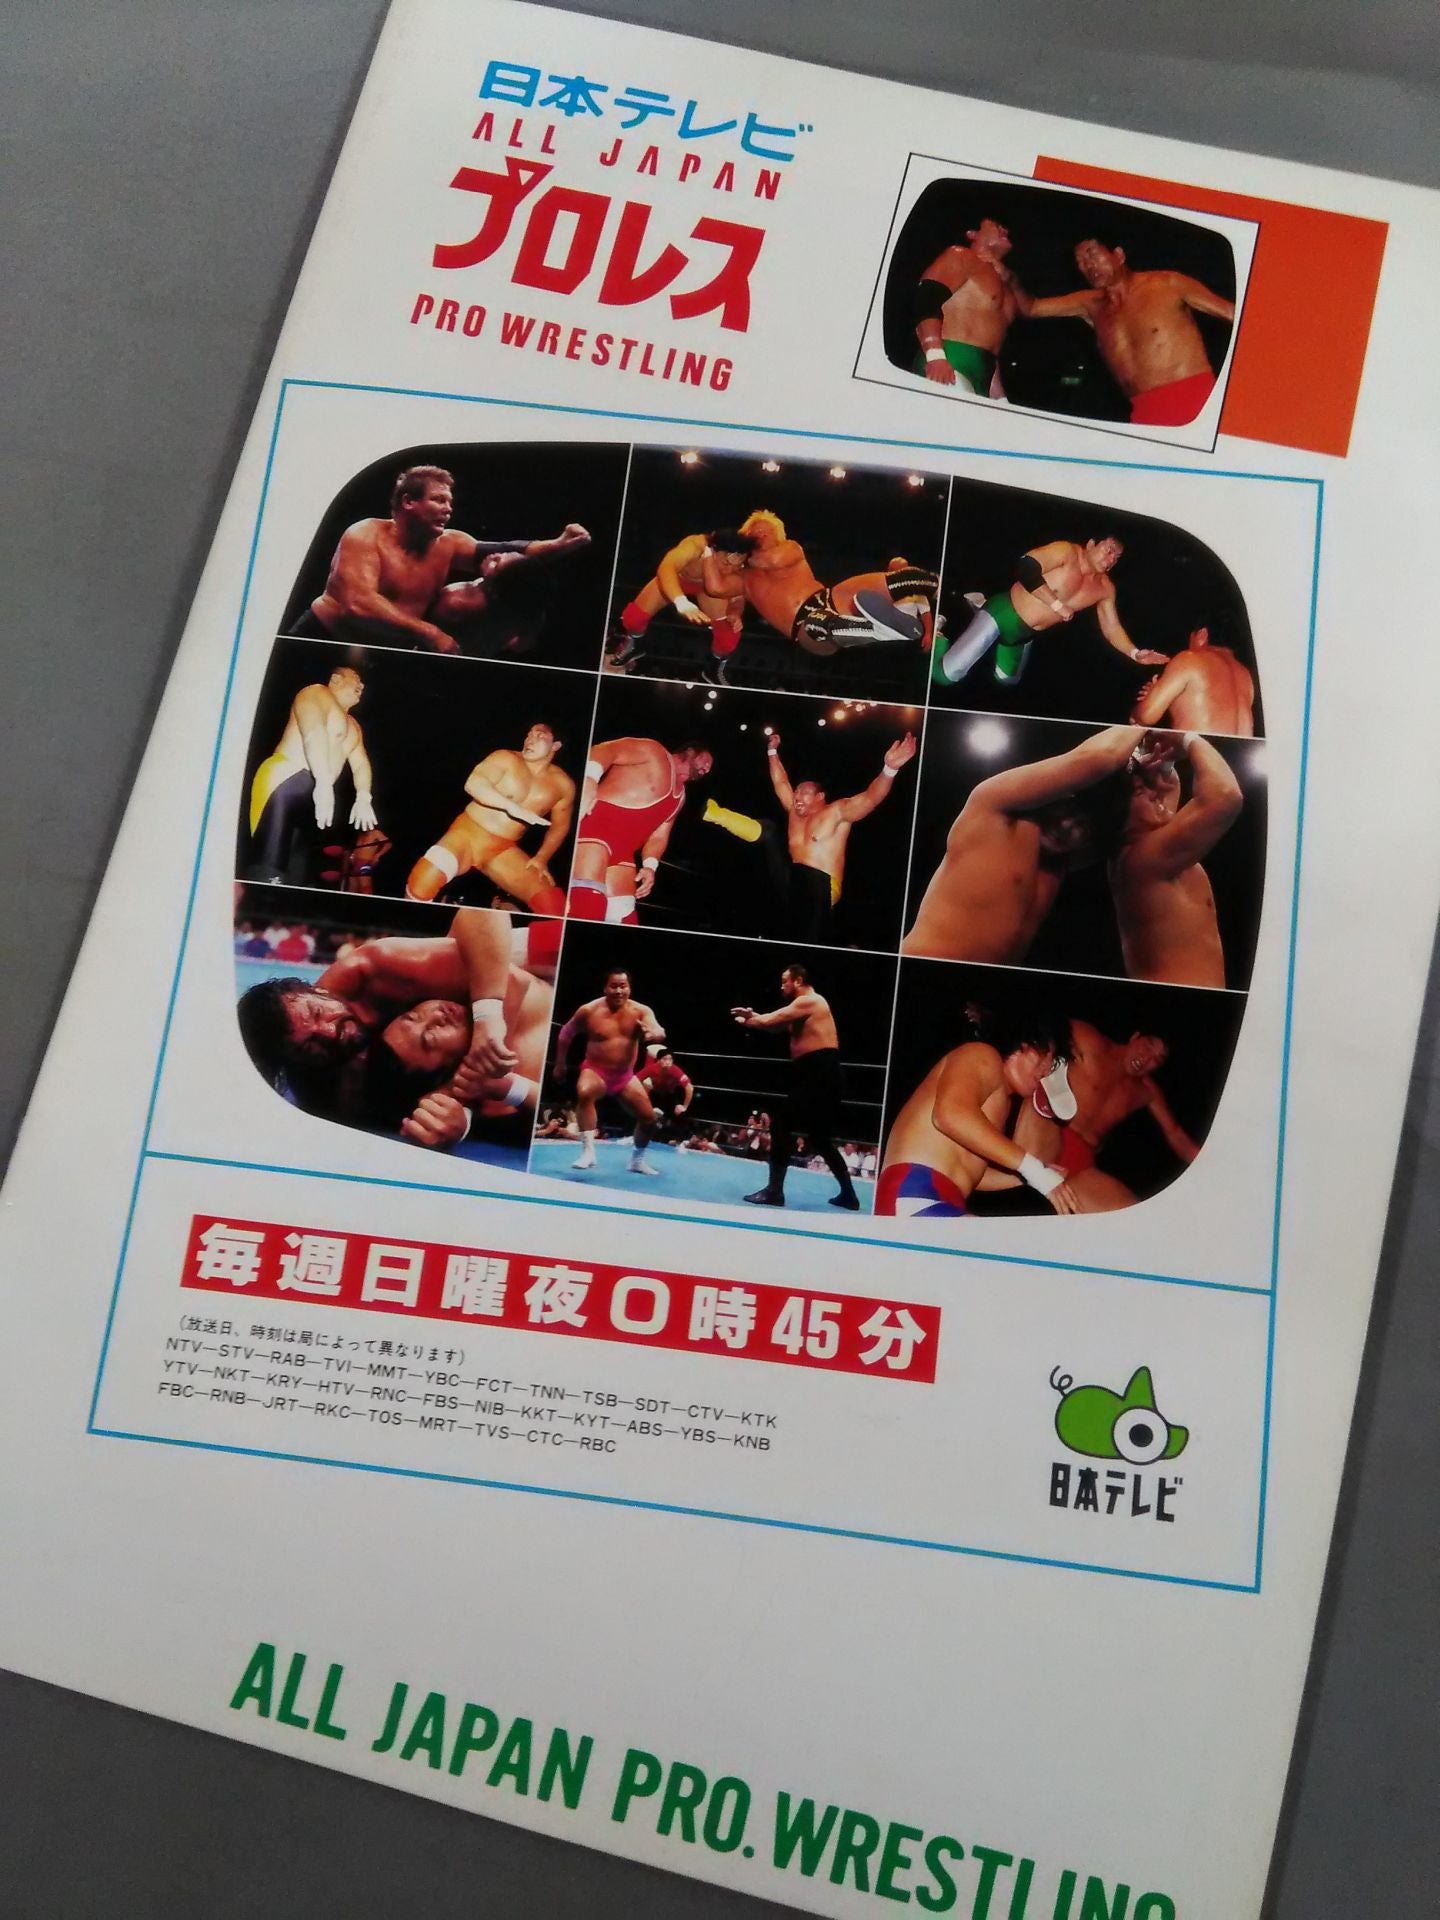 日本テレビ
ALL JAPAN
プロレス
PRO WRESTLING
毎週日曜夜0時45分
(放送日、時刻は局によって異なります)
NTV—STV—RAB—TVI—MMT—YBC—FCT—TNN—TSB—SDT—CTV—KTK
YTV—NKT—KRY—HTV—RNC—FBS—NIB—KKT—KYT—ABS—YBS—KNB
FBC—RNB—JRT—RKC—TOS—MRT—TVS—CTC—RBC
日本テレビ
ALL JAPAN PRO.WRESTLING